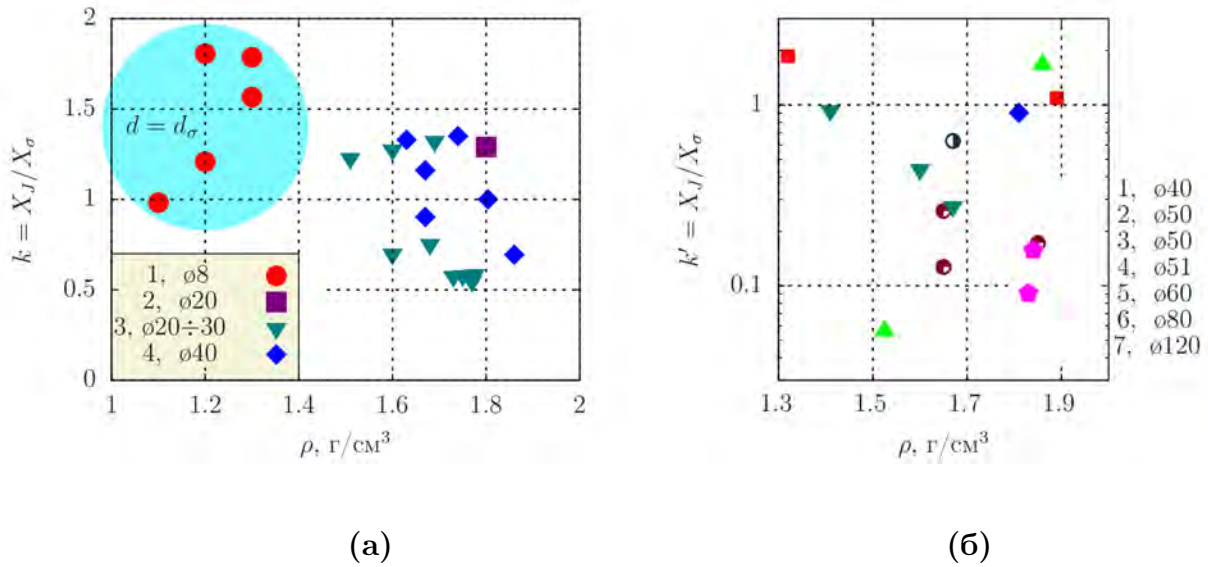 2
1.5
1
0.5
0
k = X_J/X_σ
d = d_σ
1, ø8
2, ø20
3, ø20÷30
4, ø40
1 1.2 1.4 1.6 1.8 2
ρ, г/см³
(а)
1
0.1
k′ = X_J/X_σ
1, ø40
2, ø50
3, ø50
4, ø51
5, ø60
6, ø80
7, ø120
1.3 1.5 1.7 1.9
ρ, г/см³
(б)